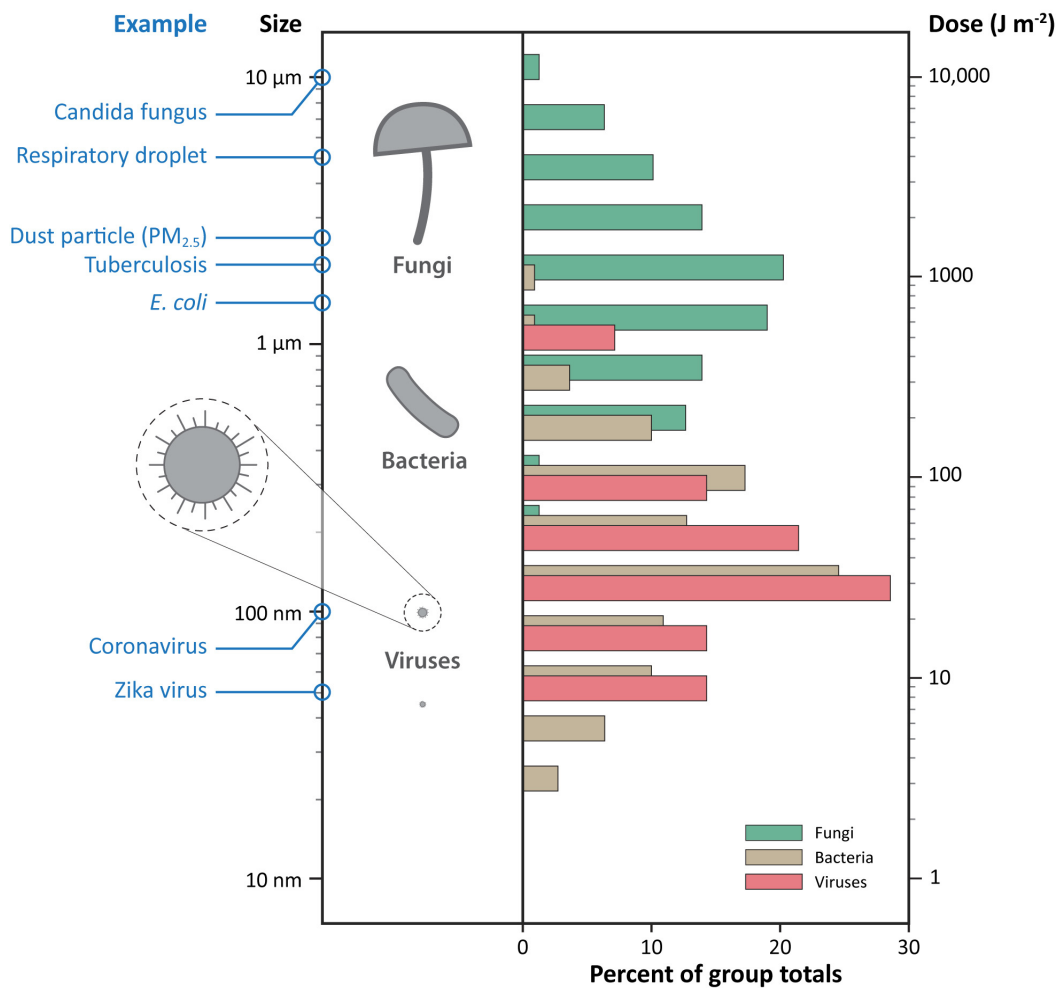 Example
Size
Dose (J m-2)
10 μm
10,000
Candida fungus
Respiratory droplet
Dust particle (PM2.5)
Tuberculosis
Fungi
1000
E. coli
1 μm
Bacteria
100
100 nm
Coronavirus
Viruses
Zika virus
10
Fungi
Bacteria
Viruses
10 nm
1
0 10 20 30
Percent of group totals